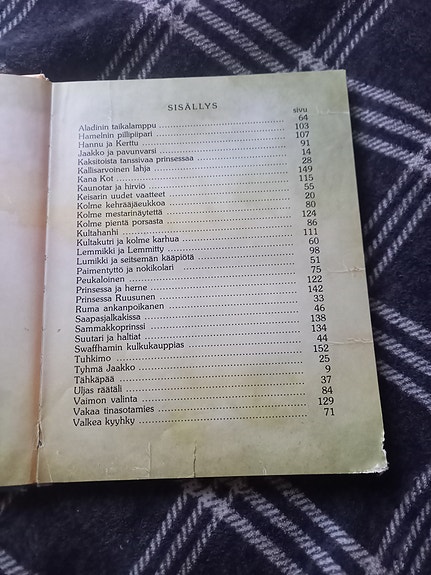 SISÄLLYS
sivu
Aladinin taikalamppu 64
Hamelnin pillipiipari 103
Hannu ja Kerttu 107
Jaakko ja pavunvarsi 91
Kaksitoista tanssivaa prinsessaa 14
Kallisarvoinen lahja 28
Kana Kot 149
Kaunotar ja hirviö 115
Keisarin uudet vaatteet 55
Kolme kehrääjäeukkoa 20
Kolme mestarinäytettä 80
Kolme pientä porsasta 124
Kultahanhi 86
Kultakutri ja kolme karhua 111
Lemmikki ja Lemmitty 60
Lumikki ja seitsemän kääpiötä 98
Paimentyttö ja nokikolari 51
Peukaloinen 75
Prinsessa ja herne 122
Prinsessa Ruusunen 142
Ruma ankanpoikanen 33
Saapasjalkakissa 46
Sammakkoprinssi 138
Suutari ja haltiat 134
Swaffhamin kulkukauppias 44
Tuhkimo 152
Tyhmä Jaakko 25
Tähkäpää 9
Uljas räätäli 37
Vaimon valinta 84
Vakaa tinasotamies 129
Valkea kyyhky 71